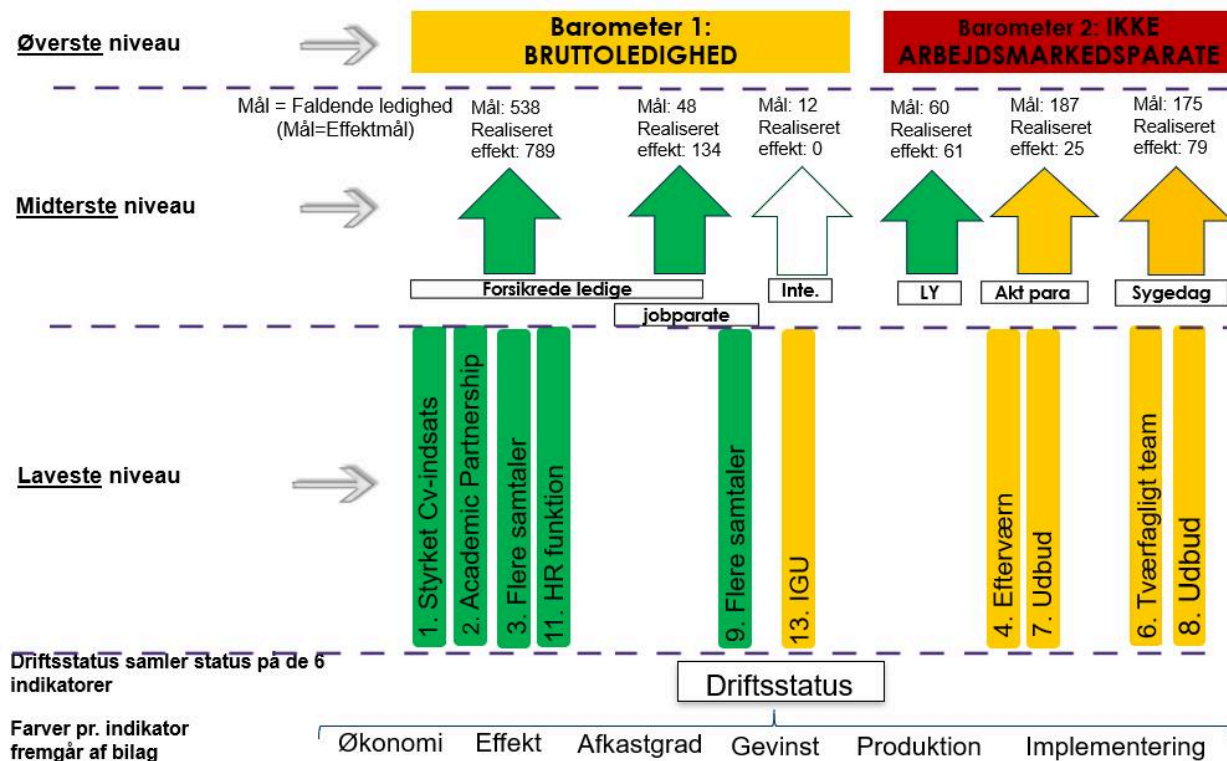 Øverste niveau
Barometer 1:
BRUTTOLEDIGHED
Barometer 2: IKKE
ARBEJDSMARKEDSPARATE
Mål = Faldende ledighed
(Mål=Effektmål)
Mål: 538
Realiseret
effekt: 789
Mål: 48
Realiseret
effekt: 134
Mål: 12
Realiseret
effekt: 0
Mål: 60
Realiseret
effekt: 61
Mål: 187
Realiseret
effekt: 25
Mål: 175
Realiseret
effekt: 79
Midterste niveau
Forsikrede ledige
jobparate
Inte.
LY
Akt para
Sygedag
Laveste niveau
1. Styrket Cv-indsats
2. Academic Partnership
3. Flere samtaler
11. HR funktion
9. Flere samtaler
13. IGU
4. Efterværn
7. Udbud
6. Tværfagligt team
8. Udbud
Driftsstatus samler status på de 6
indikatorer
Driftsstatus
Farver pr. indikator
fremgår af bilag
Økonomi Effekt Afkastgrad Gevinst Produktion Implementering